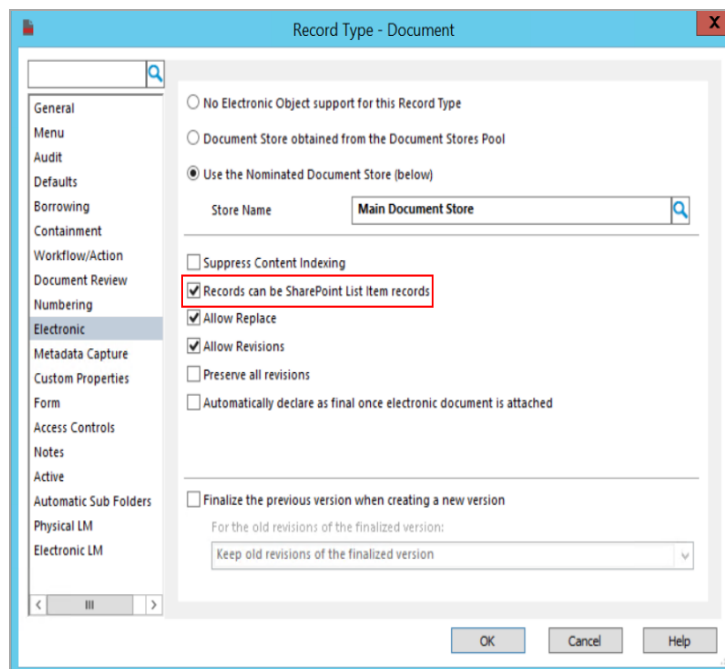 Record Type - Document
X
General
Menu
Audit
Defaults
Borrowing
Containment
Workflow/Action
Document Review
Numbering
Electronic
Metadata Capture
Custom Properties
Form
Access Controls
Notes
Active
Automatic Sub Folders
Physical LM
Electronic LM
No Electronic Object support for this Record Type
Document Store obtained from the Document Stores Pool
Use the Nominated Document Store (below)
Store Name
Main Document Store
Suppress Content Indexing
Records can be SharePoint List Item records
Allow Replace
Allow Revisions
Preserve all revisions
Automatically declare as final once electronic document is attached
Finalize the previous version when creating a new version
For the old revisions of the finalized version:
Keep old revisions of the finalized version
OK
Cancel
Help